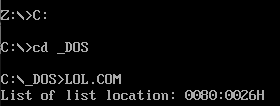 Z:\>C:
C:\>cd _DOS
C:\_DOS>LOL.COM
List of list location: 0080:0026H